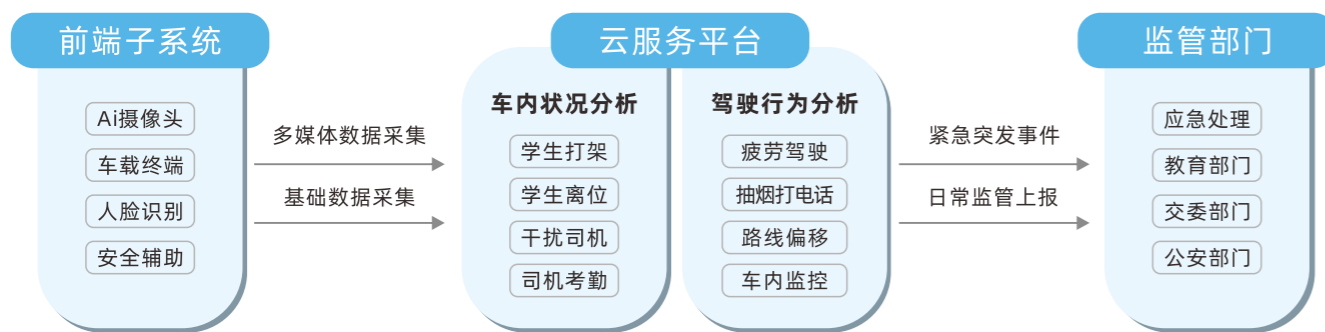 前端子系统
Ai摄像头
车载终端
人脸识别
安全辅助
多媒体数据采集
基础数据采集
云服务平台
车内状况分析
学生打架
学生离位
干扰司机
司机考勤
驾驶行为分析
疲劳驾驶
抽烟打电话
路线偏移
车内监控
紧急突发事件
日常监管上报
监管部门
应急处理
教育部门
交委部门
公安部门